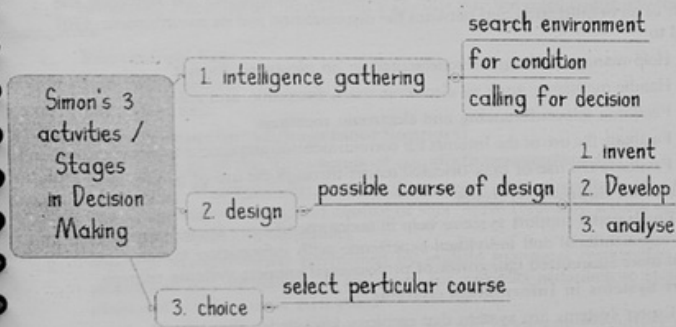 Simon's 3
activities /
Stages
in Decision
Making
1. intelligence gathering
search environment
for condition
calling for decision
2. design
possible course of design
1. invent
2. Develop
3. analyse
3. choice
select perticular course